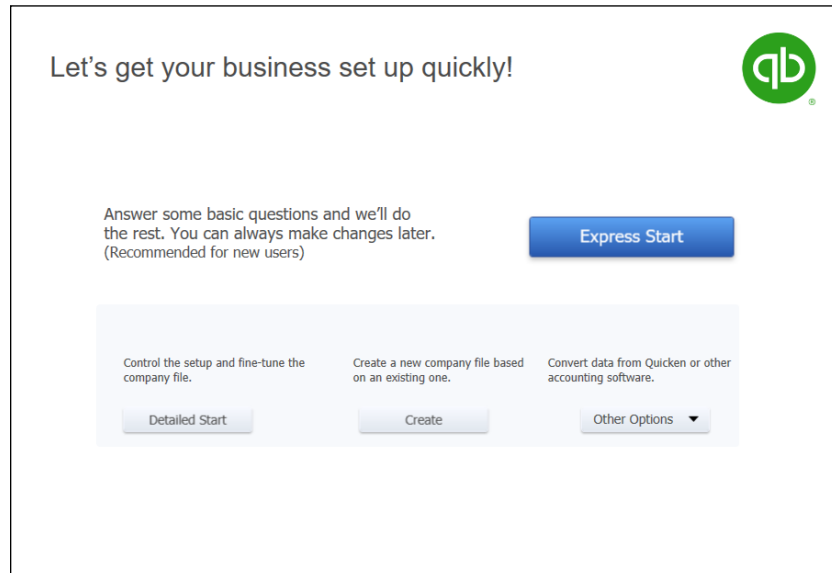 Let's get your business set up quickly!
qb
®
Answer some basic questions and we'll do
the rest. You can always make changes later.
(Recommended for new users)
Express Start
Control the setup and fine-tune the
company file.
Detailed Start
Create a new company file based
on an existing one.
Create
Convert data from Quicken or other
accounting software.
Other Options